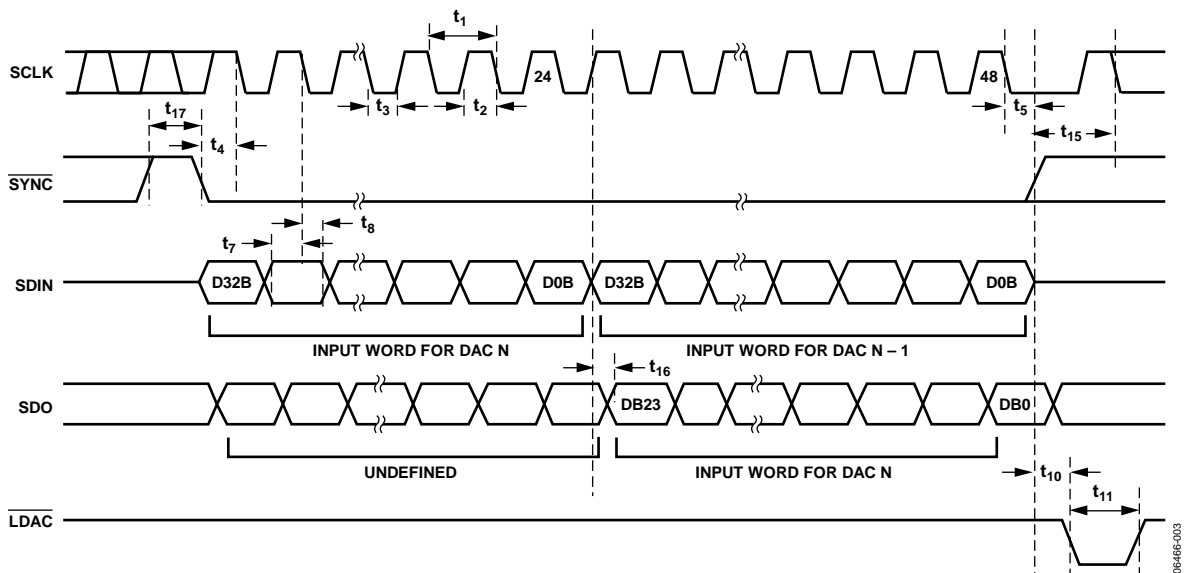 t1
SCLK
24
48
t3
t2
t5
t17
t15
t4
SYNC
t8
t7
SDIN
D32B
D0B
D32B
D0B
INPUT WORD FOR DAC N
INPUT WORD FOR DAC N – 1
t16
SDO
DB23
DB0
UNDEFINED
INPUT WORD FOR DAC N
t10
t11
LDAC
06466-003